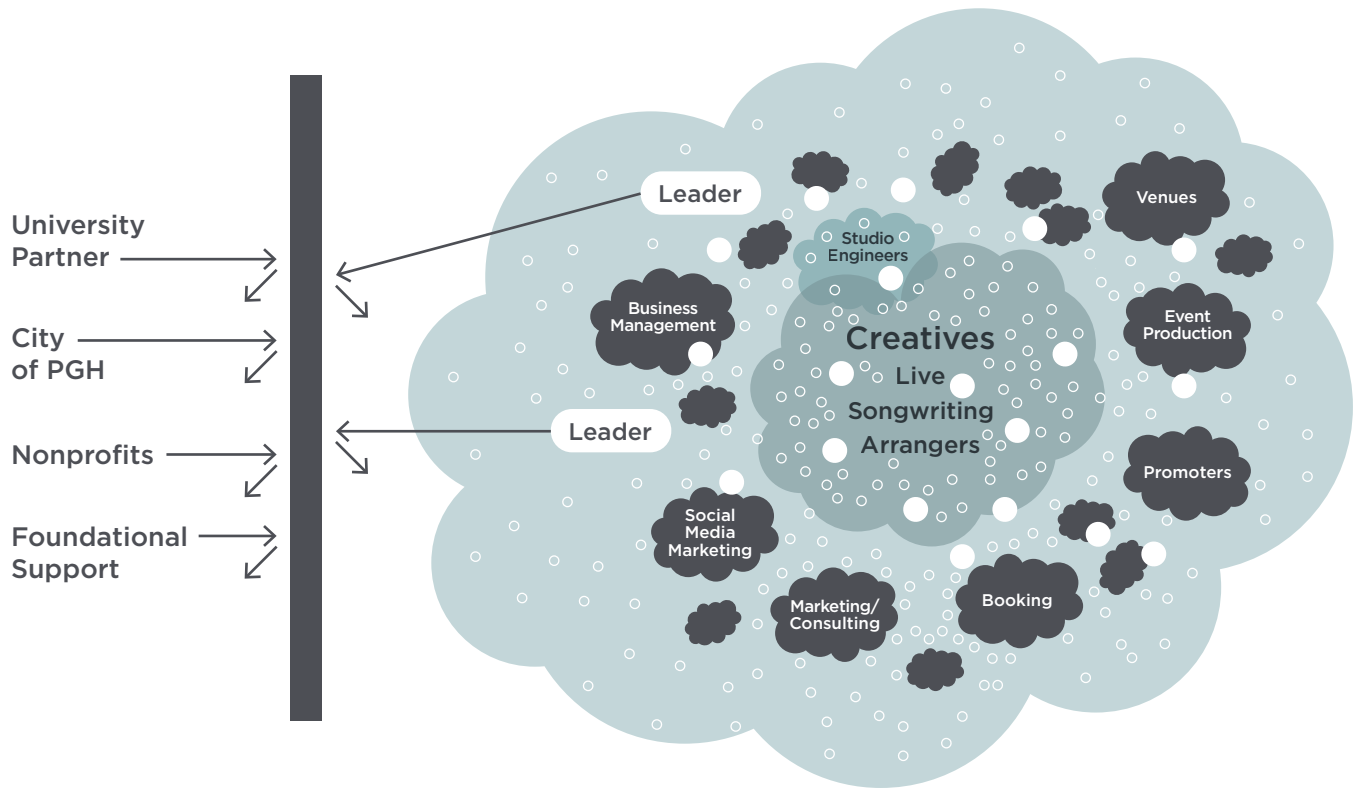 University
Partner
City
of PGH
Nonprofits
Foundational
Support
Leader
Leader
Studio
Engineers
Business
Management
Creatives
Live
Songwriting
Arrangers
Venues
Event
Production
Promoters
Social
Media
Marketing
Marketing/
Consulting
Booking